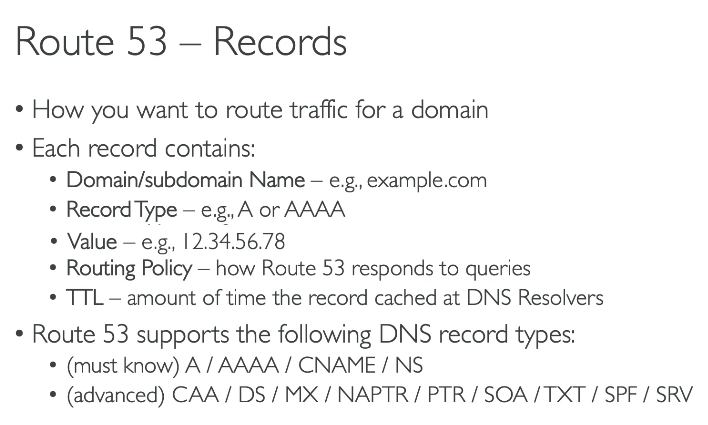 Route 53 – Records
• How you want to route traffic for a domain
• Each record contains:
• Domain/subdomain Name – e.g., example.com
• Record Type – e.g., A or AAAA
• Value – e.g., 12.34.56.78
• Routing Policy – how Route 53 responds to queries
• TTL – amount of time the record cached at DNS Resolvers
• Route 53 supports the following DNS record types:
• (must know) A / AAAA / CNAME / NS
• (advanced) CAA / DS / MX / NAPTR / PTR / SOA / TXT / SPF / SRV